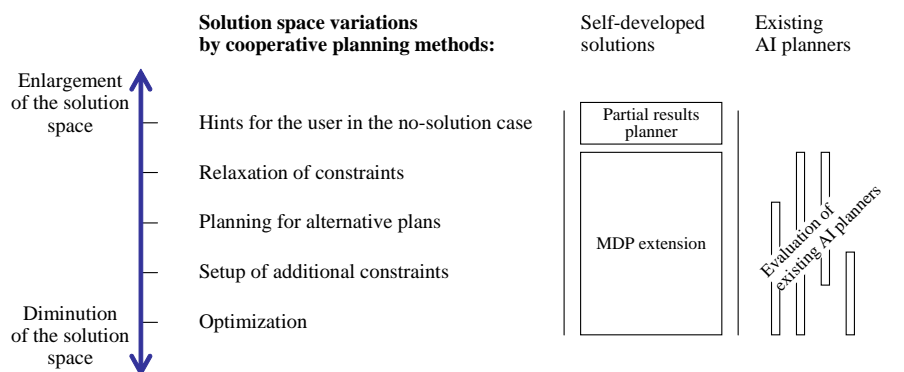 Solution space variations
by cooperative planning methods:
Self-developed
solutions
Existing
AI planners
Enlargement
of the solution
space
Hints for the user in the no-solution case
Relaxation of constraints
Planning for alternative plans
Setup of additional constraints
Optimization
Diminution
of the solution
space
Partial results
planner
MDP extension
Evaluation of
existing AI planners